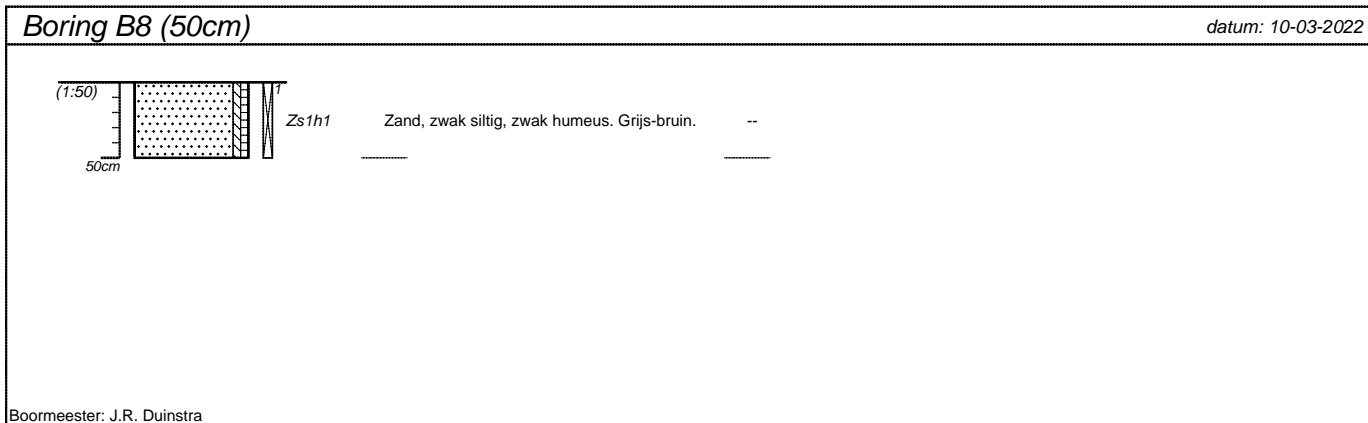 Boring B8 (50cm)
datum: 10-03-2022
(1:50)
1
Zs1h1
Zand, zwak siltig, zwak humeus. Grijs-bruin.
--
50cm
Boormeester: J.R. Duinstra